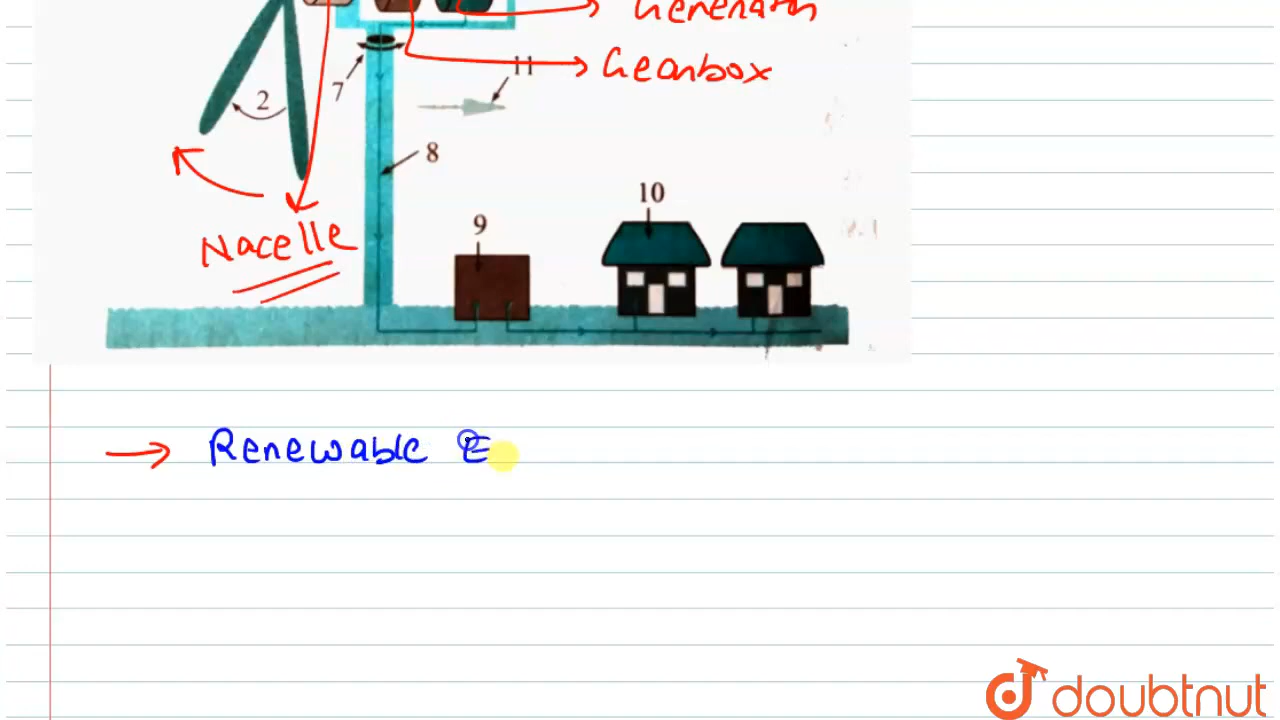 Generator
Gearbox
11
2
7
8
10
9
Nacelle
Renewable E
doubtnut